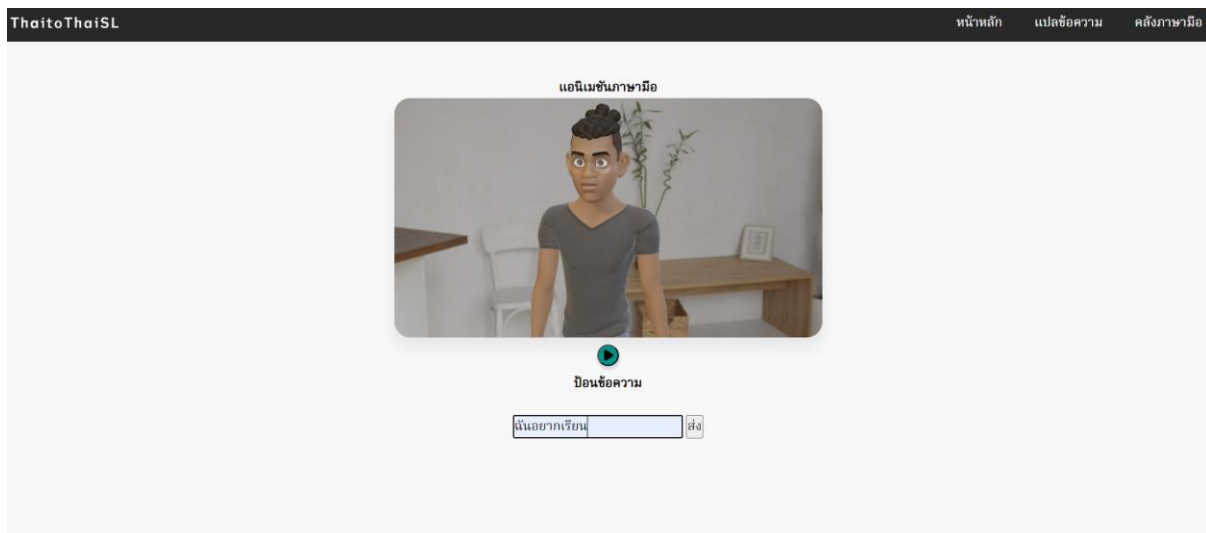 ThaitoThaiSL หน้าหลัก แปลข้อความ คลังภาษามือ
แอนิเมชันภาษามือ
ป้อนข้อความ
ฉันอยากเรียน ส่ง